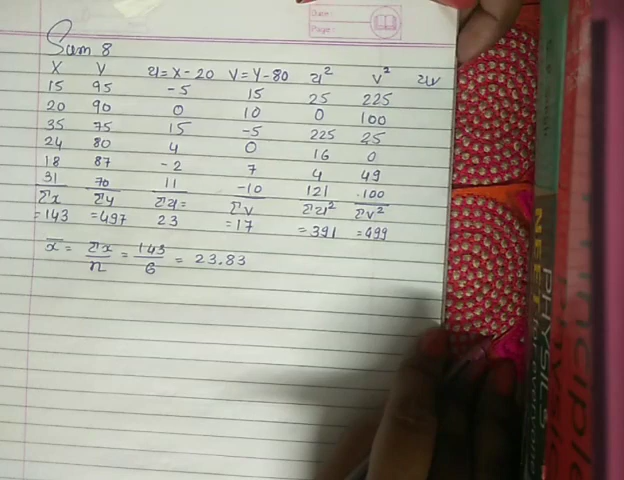 Date:
Page:
Sum 8
X Y u=X-20 V=Y-80 u² v² uv
15 95 -5 15 25 225
20 90 0 10 0 100
35 75 15 -5 225 25
24 80 4 0 16 0
18 87 -2 7 4 49
31 70 11 -10 121 100
Σx Σy Σu= Σv Σu² Σv²
=143 =497 23 =17 =391 =499
x̄ = Σx/n = 143/6 = 23.83
PHYSICS
NEET
Principle
Physics